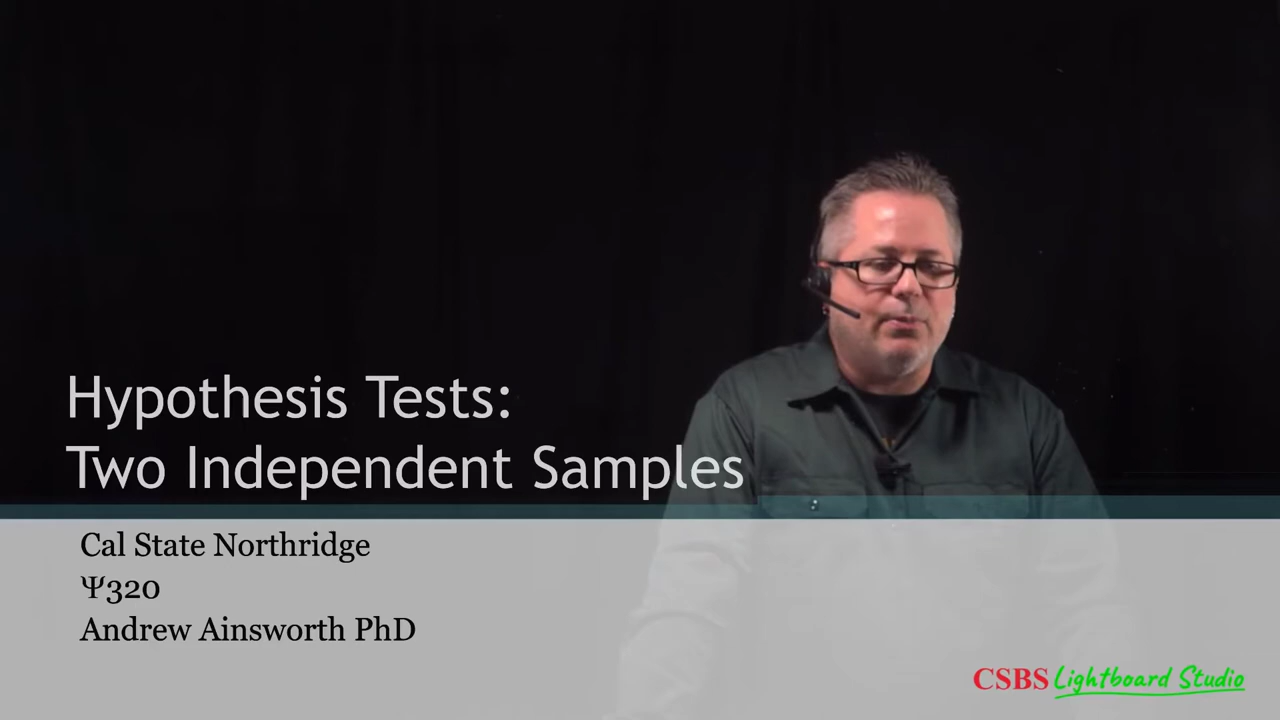 Hypothesis Tests:
Two Independent Samples
Cal State Northridge
Ψ320
Andrew Ainsworth PhD
CSBS Lightboard Studio